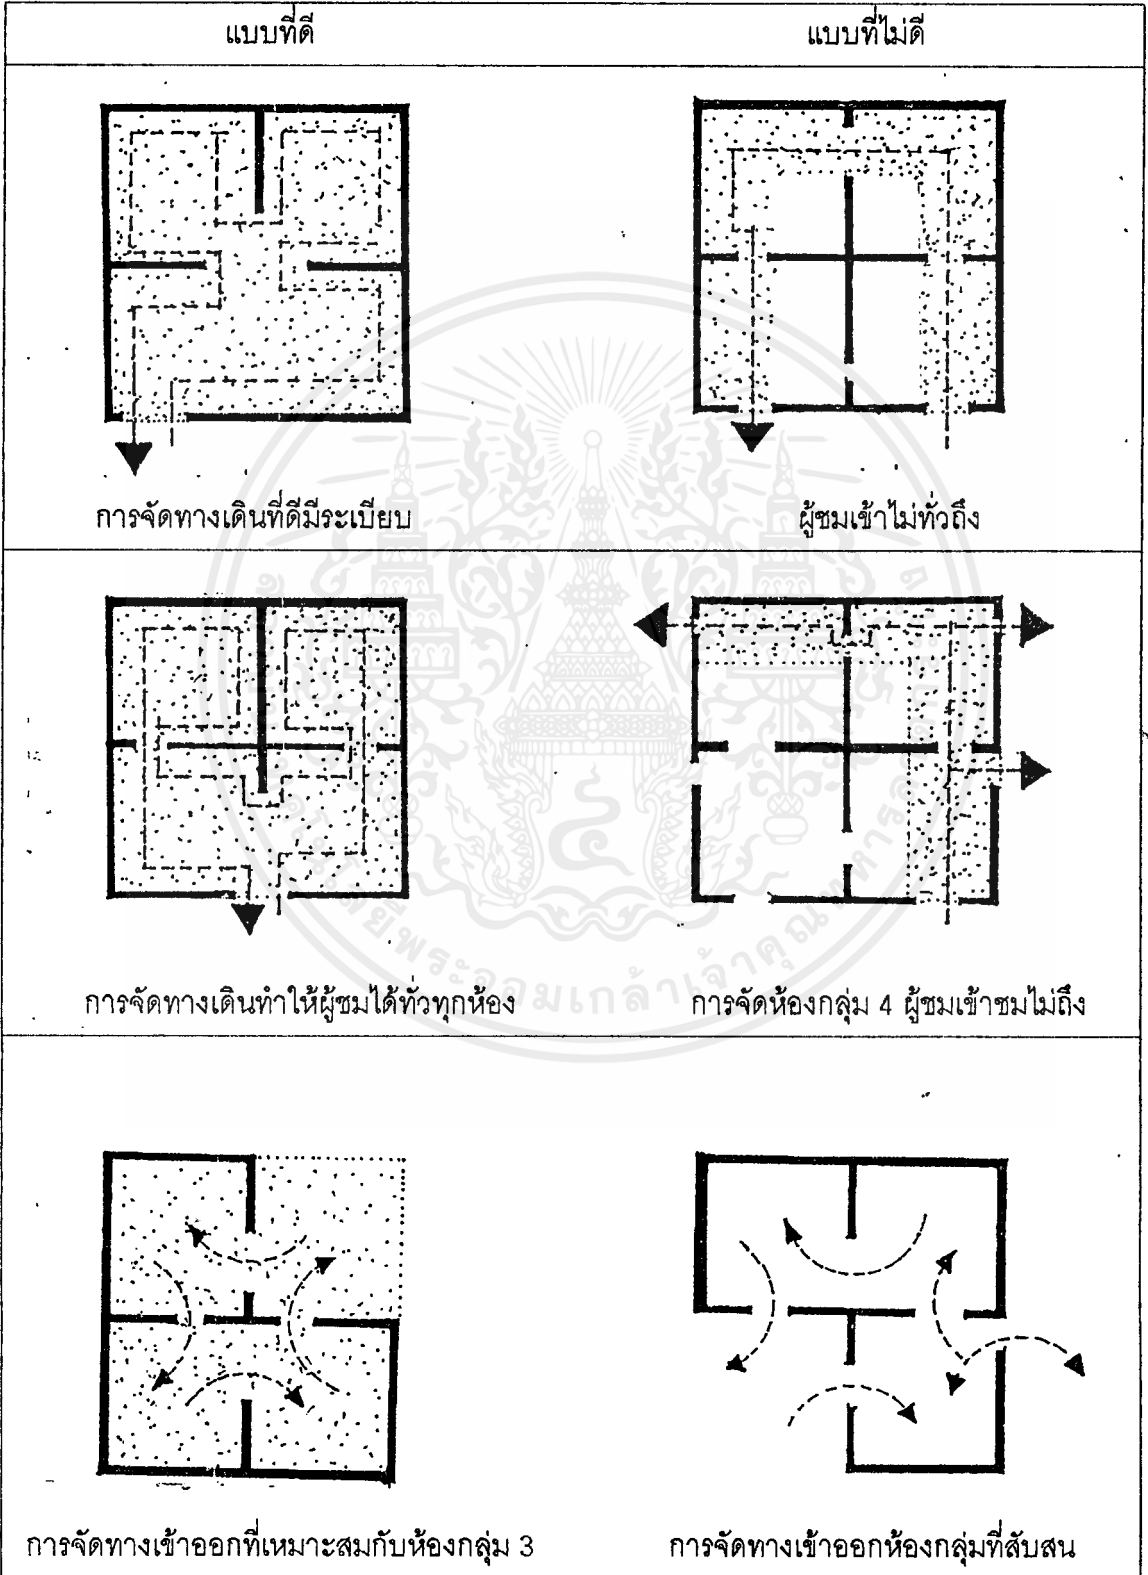 แบบที่ดี
แบบที่ไม่ดี
การจัดทางเดินที่ดีมีระเบียบ
ผู้ชมเข้าไม่ทั่วถึง
การจัดทางเดินทำให้ผู้ชมได้ทั่วทุกห้อง
การจัดห้องกลุ่ม 4 ผู้ชมเข้าชมไม่ถึง
การจัดทางเข้าออกที่เหมาะสมกับห้องกลุ่ม 3
การจัดทางเข้าออกห้องกลุ่มที่สับสน